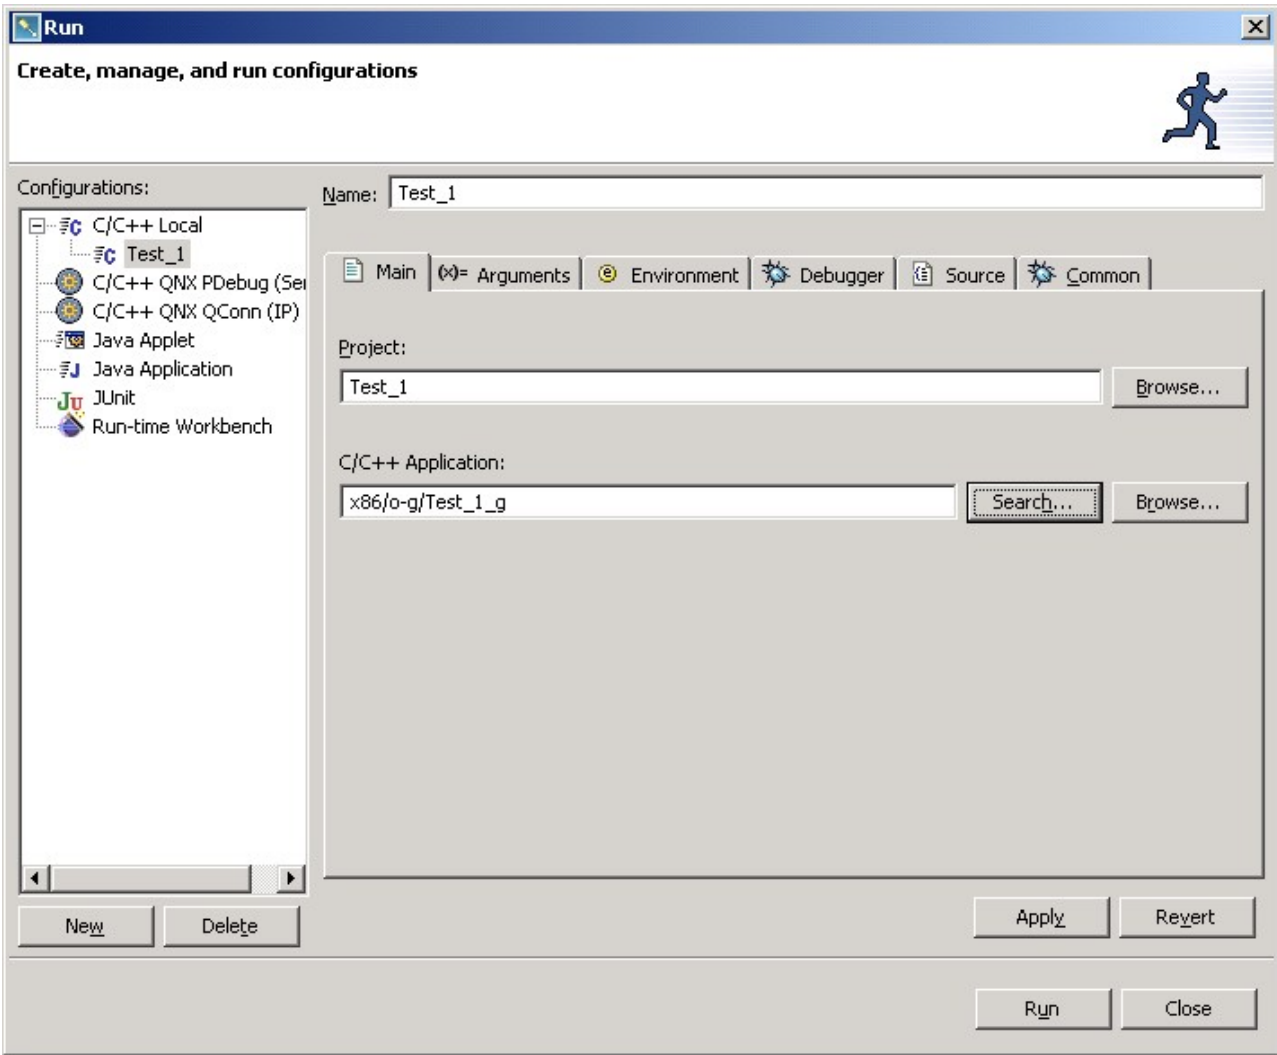 Run
Create, manage, and run configurations
Configurations:
C/C++ Local
Test_1
C/C++ QNX PDebug (Ser
C/C++ QNX QConn (IP)
Java Applet
Java Application
JUnit
Run-time Workbench
New
Delete
Name: Test_1
Main (x)= Arguments Environment Debugger Source Common
Project:
Test_1 Browse...
C/C++ Application:
x86/o-g/Test_1_g Search... Browse...
Apply Revert
Run Close